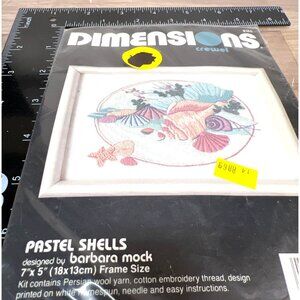 DIMENSIONS
crewel
PASTEL SHELLS
designed by barbara mock
7"x 5" (18x13cm) Frame Size
Kit contains Persian wool yarn, cotton embroidery thread, design
printed on white homespun, needle and easy instructions.